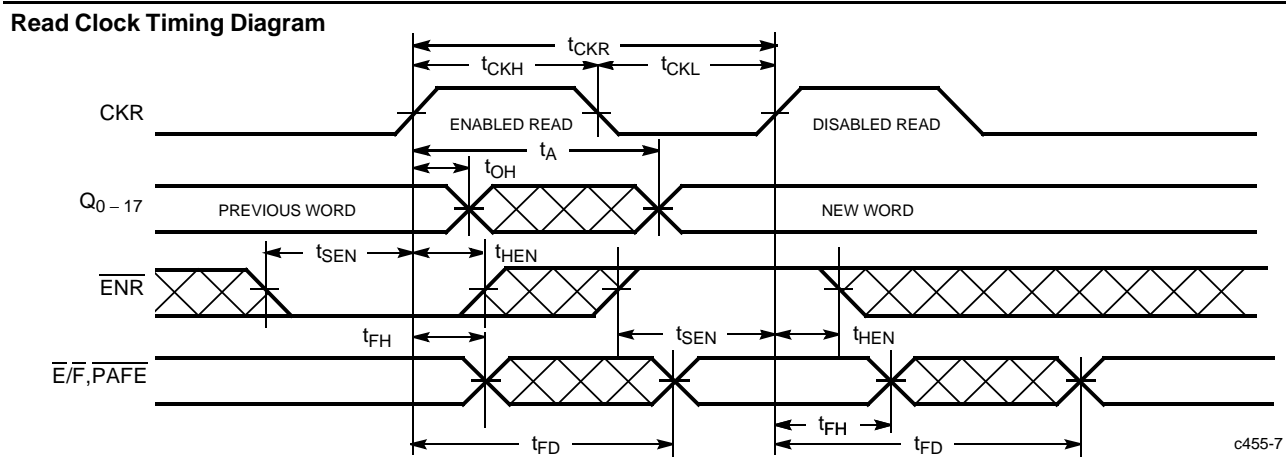 Read Clock Timing Diagram
tCKR
tCKH
tCKL
CKR
ENABLED READ
DISABLED READ
tA
tOH
Q0 – 17
PREVIOUS WORD
NEW WORD
tSEN
tHEN
ENR
tFH
tSEN
tHEN
E/F,PAFE
tFH
tFD
tFD
c455-7